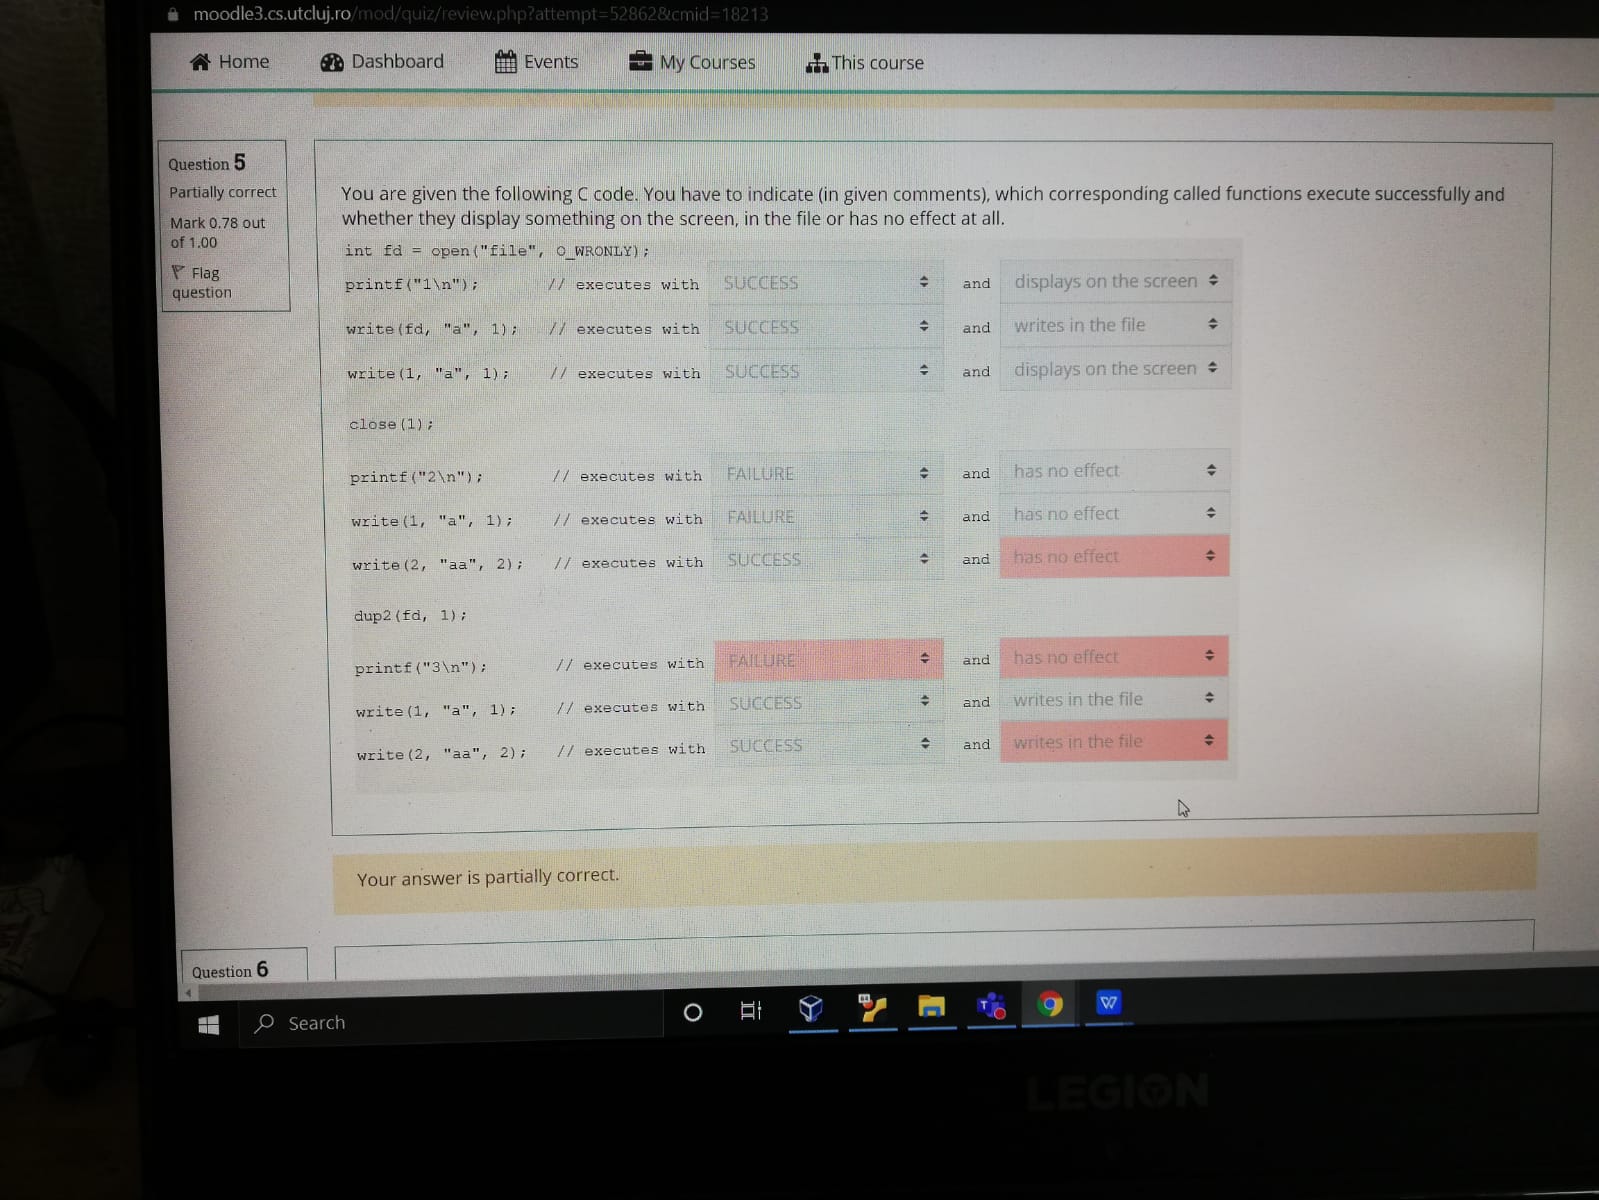 moodle3.cs.utcluj.ro/mod/quiz/review.php?attempt=52862&cmid=18213
Home Dashboard Events My Courses This course
Question 5
Partially correct
Mark 0.78 out
of 1.00
Flag
question
You are given the following C code. You have to indicate (in given comments), which corresponding called functions execute successfully and
whether they display something on the screen, in the file or has no effect at all.
int fd = open("file", O_WRONLY);
printf("1\n"); // executes with SUCCESS and displays on the screen
write(fd, "a", 1); // executes with SUCCESS and writes in the file
write(1, "a", 1); // executes with SUCCESS and displays on the screen
close(1);
printf("2\n"); // executes with FAILURE and has no effect
write(1, "a", 1); // executes with FAILURE and has no effect
write(2, "aa", 2); // executes with SUCCESS and has no effect
dup2(fd, 1);
printf("3\n"); // executes with FAILURE and has no effect
write(1, "a", 1); // executes with SUCCESS and writes in the file
write(2, "aa", 2); // executes with SUCCESS and writes in the file
Your answer is partially correct.
Question 6
Search
LEGION